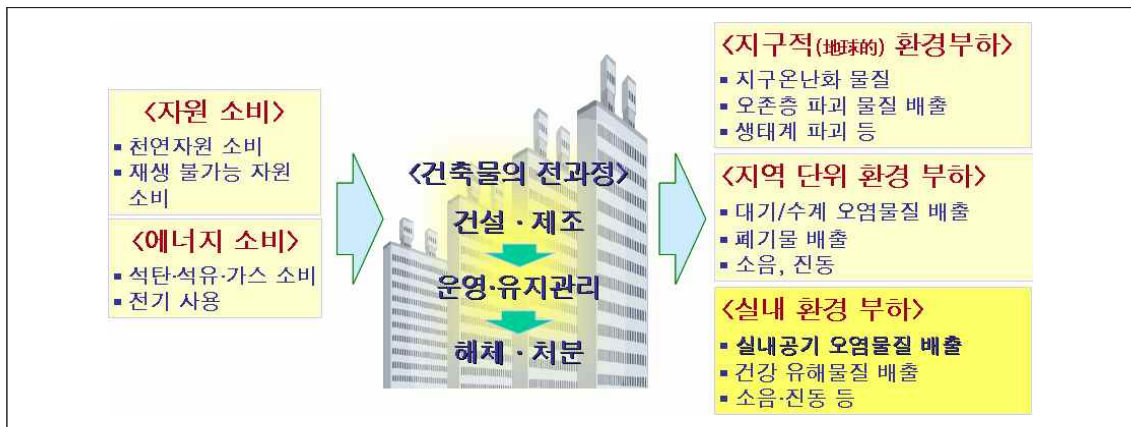 <자원 소비>
▪ 천연자원 소비
▪ 재생 불가능 자원
소비
<에너지 소비>
▪ 석탄·석유·가스 소비
▪ 전기 사용
<건축물의 전과정>
건설 · 제조
운영·유지관리
해체 · 처분
<지구적(地球的) 환경부하>
▪ 지구온난화 물질
▪ 오존층 파괴 물질 배출
▪ 생태계 파괴 등
<지역 단위 환경 부하>
▪ 대기/수계 오염물질 배출
▪ 폐기물 배출
▪ 소음, 진동
<실내 환경 부하>
▪ 실내공기 오염물질 배출
▪ 건강 유해물질 배출
▪ 소음·진동 등